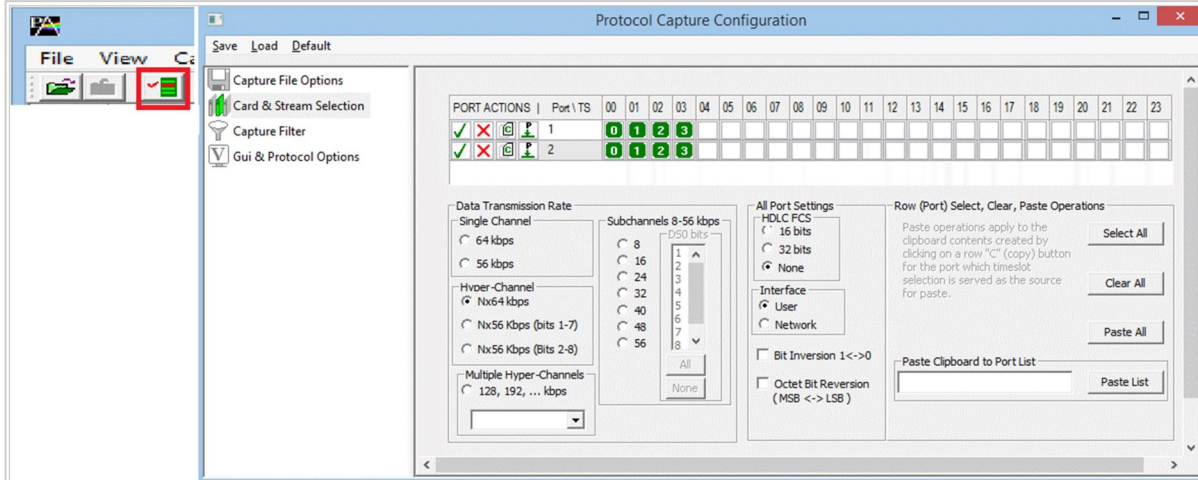 PA
File View Ca
Protocol Capture Configuration
Save Load Default
Capture File Options
Card & Stream Selection
Capture Filter
V Gui & Protocol Options
PORT ACTIONS | Port \ TS 00 01 02 03 04 05 06 07 08 09 10 11 12 13 14 15 16 17 18 19 20 21 22 23
C P 1 0 1 2 3
C P 2 0 1 2 3
Data Transmission Rate
Single Channel
64 kbps
56 kbps
Hyper-Channel
Nx64 kbps
Nx56 Kbps (bits 1-7)
Nx56 Kbps (Bits 2-8)
Multiple Hyper-Channels
128, 192, ... kbps
Subchannels 8-56 kbps
8
16
24
32
40
48
56
DS0 bits
1
2
3
4
5
6
7
8
All
None
All Port Settings
HDLC FCS
16 bits
32 bits
None
Interface
User
Network
Bit Inversion 1<->0
Octet Bit Reversion
( MSB <-> LSB )
Row (Port) Select, Clear, Paste Operations
Paste operations apply to the
clipboard contents created by
clicking on a row "C" (copy) button
for the port which timeslot
selection is served as the source
for paste.
Select All
Clear All
Paste All
Paste Clipboard to Port List
Paste List